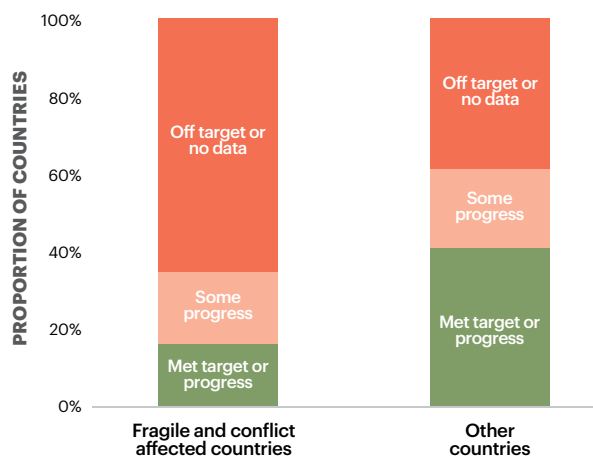 PROPORTION OF COUNTRIES
100%
80%
60%
40%
20%
0%
Off target or
no data
Some
progress
Met target or
progress
Off target or
no data
Some
progress
Met target or
progress
Fragile and conflict
affected countries
Other
countries